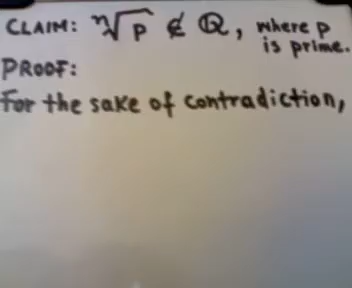 CLAIM: ⁿ√p ∉ ℚ, where p
is prime.
PROOF:
For the sake of contradiction,